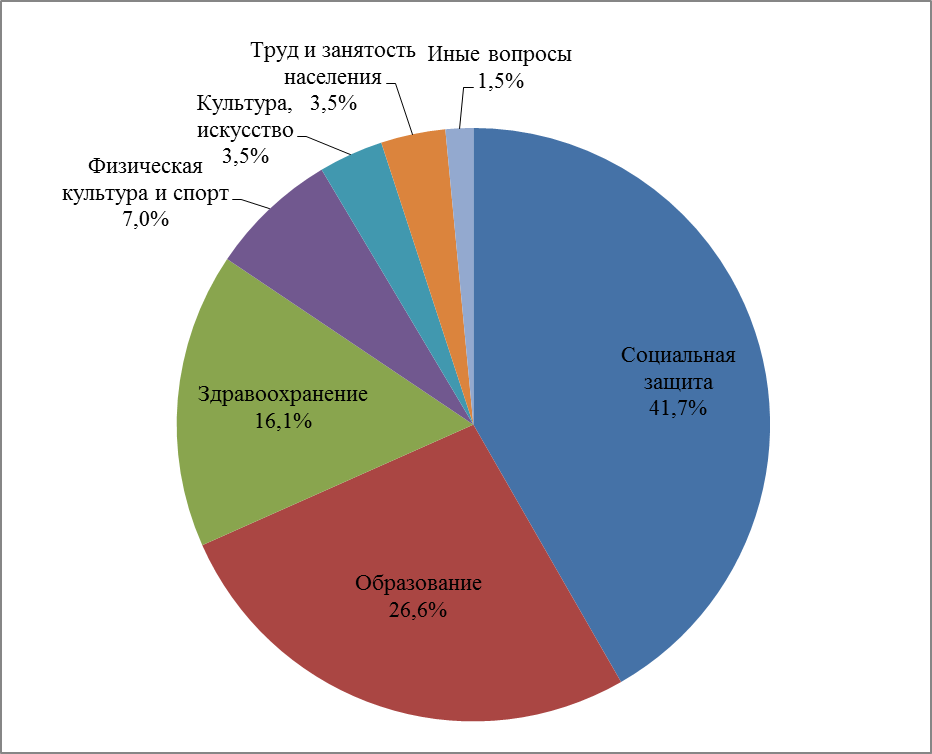 Труд и занятость
населения
3,5%
Иные вопросы
1,5%
Культура,
искусство
3,5%
Физическая
культура и спорт
7,0%
Социальная
защита
41,7%
Здравоохранение
16,1%
Образование
26,6%